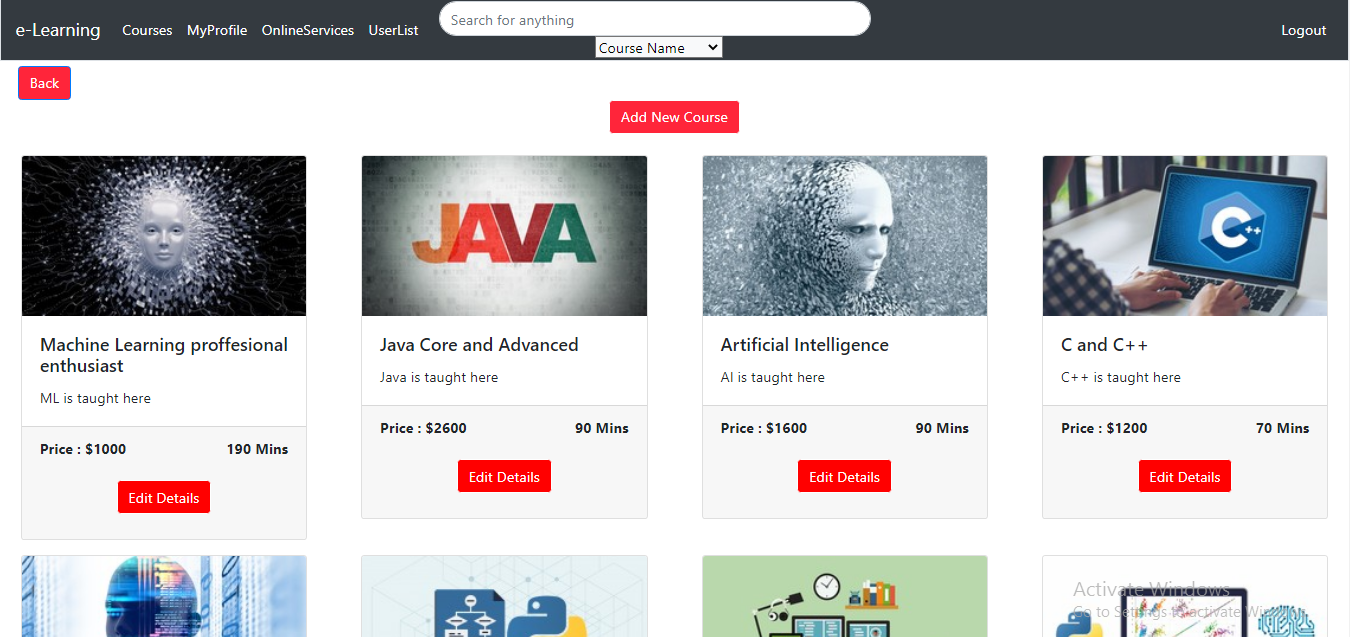 e-Learning Courses MyProfile OnlineServices UserList Search for anything Logout
Course Name
Back
Add New Course
JAVA
C++
Machine Learning proffesional
enthusiast
ML is taught here
Price : $1000 190 Mins
Edit Details
Java Core and Advanced
Java is taught here
Price : $2600 90 Mins
Edit Details
Artificial Intelligence
AI is taught here
Price : $1600 90 Mins
Edit Details
C and C++
C++ is taught here
Price : $1200 70 Mins
Edit Details
Activate Windows
Go to Settings to activate Windows.